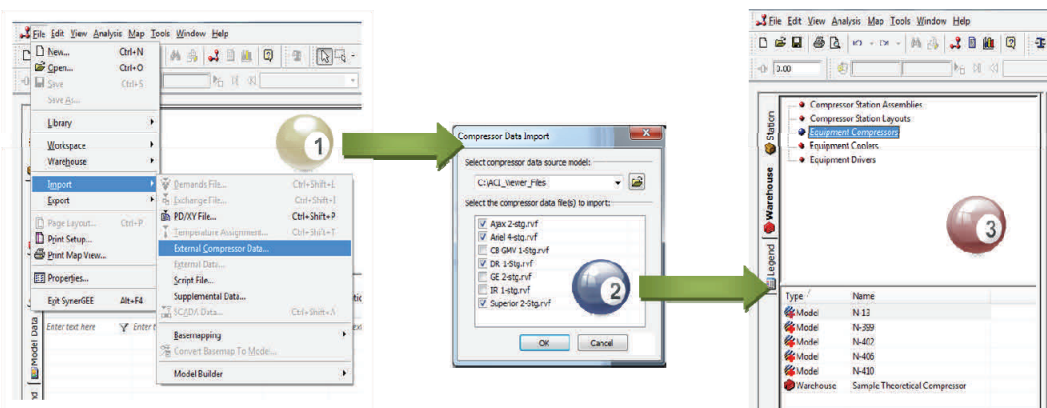 File Edit View Analysis Map Tools Window Help
New... Ctrl+N
Open... Ctrl+O
Save Ctrl+S
Save As...
Library
Workspace
Warehouse
Import
Export
Page Layout... Ctrl+P
Print Setup...
Print Map View...
Properties...
Exit SynerGEE Alt+F4
Demands File... Ctrl+Shift+L
Exchange File... Ctrl+Shift+I
PD/XY File... Ctrl+Shift+P
Temperature Assignment... Ctrl+Shift+T
External Compressor Data...
External Data...
Script File...
Supplemental Data...
SCADA Data... Ctrl+Shift+A
Basemapping
Convert Basemap To Model...
Model Builder
Model Data
Enter text here
1
Compressor Data Import
Select compressor data source model:
C:\ACI_Viewer_Files
Select the compressor data file(s) to import:
Ajax 2-stg.rvf
Ariel 4-stg.rvf
CB GMV 1-Stg.rvf
DR 1-Stg.rvf
GE 2-stg.rvf
IR 1-stg.rvf
Superior 2-Stg.rvf
OK Cancel
2
File Edit View Analysis Map Tools Window Help
0.00
Station
Warehouse
Legend
Compressor Station Assemblies
Compressor Station Layouts
Equipment Compressors
Equipment Coolers
Equipment Drivers
3
Type Name
Model N-13
Model N-399
Model N-402
Model N-406
Model N-410
Warehouse Sample Theoretical Compressor